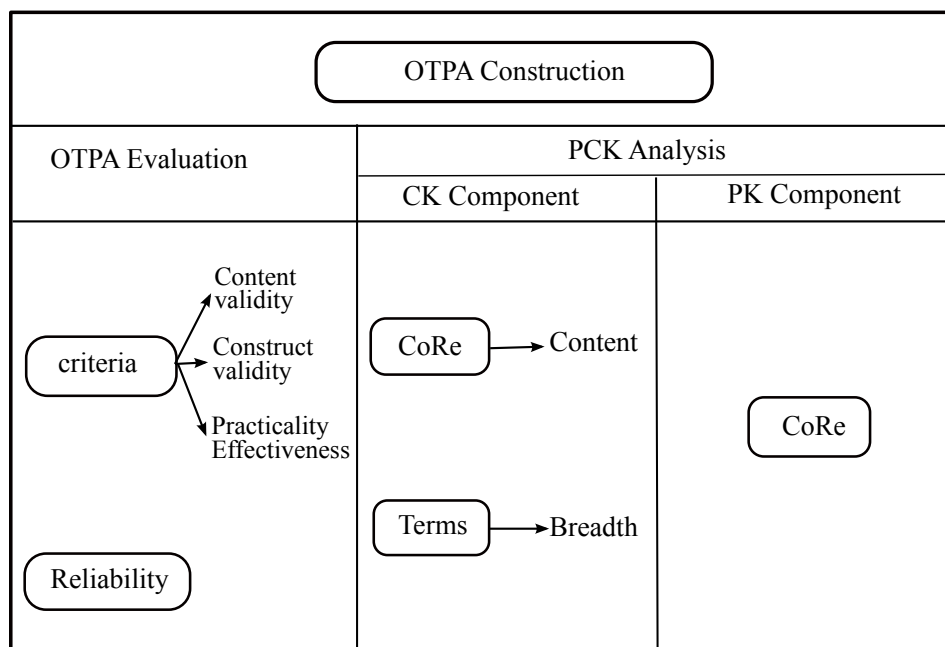 OTPA Construction
OTPA Evaluation
PCK Analysis
CK Component
PK Component
Content
validity
criteria
Construct
validity
Practicality
Effectiveness
Reliability
CoRe
Content
Terms
Breadth
CoRe